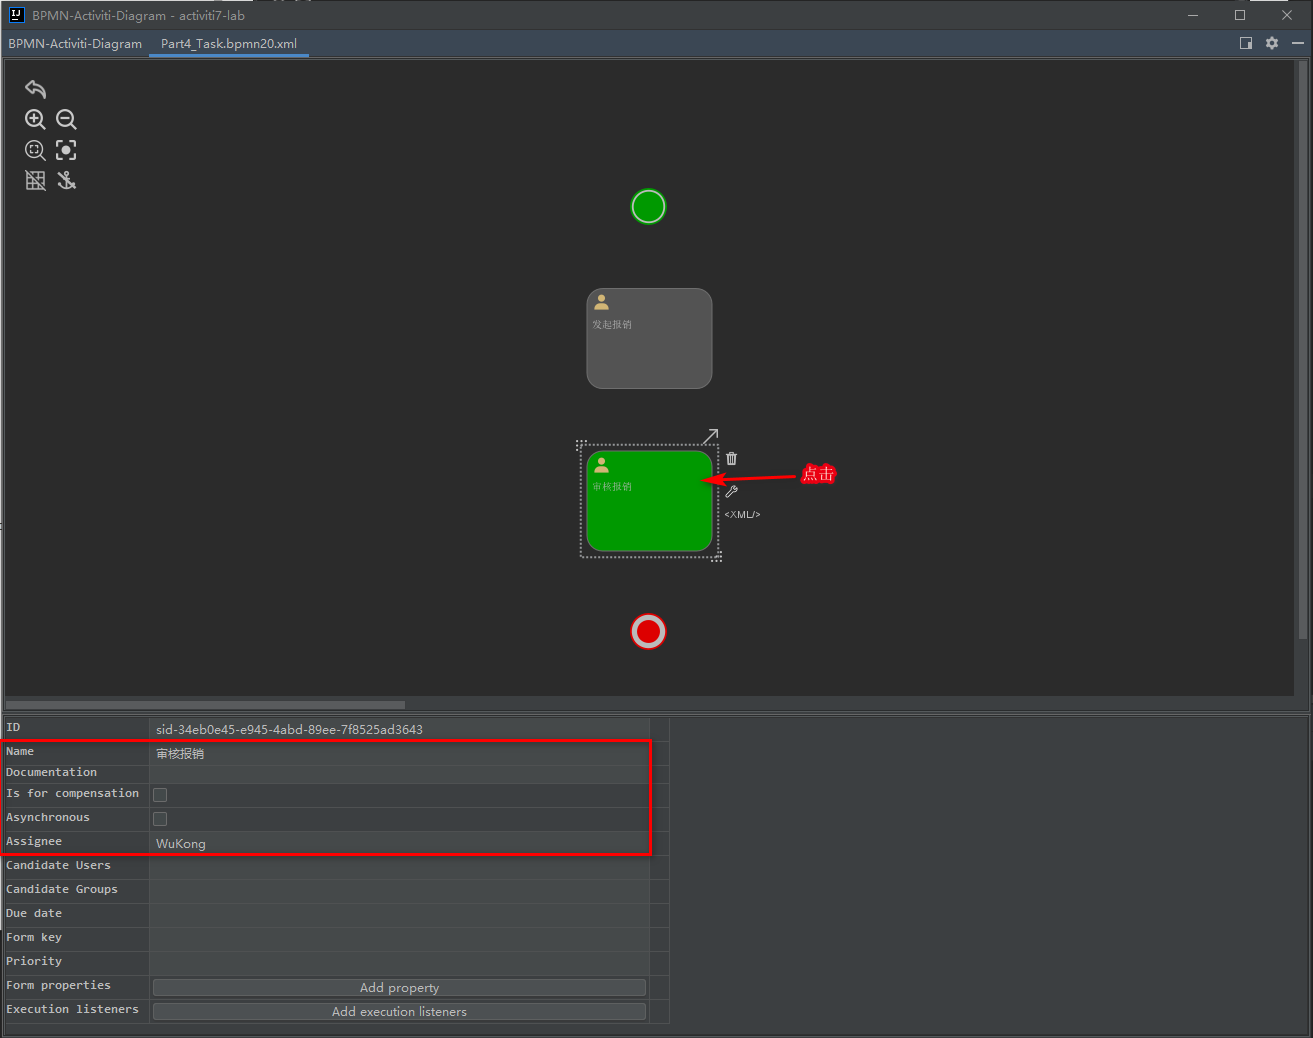 BPMN-Activiti-Diagram - activiti7-lab
BPMN-Activiti-Diagram
Part4_Task.bpmn20.xml
发起报销
审核报销
点击
<XML/>
ID
sid-34eb0e45-e945-4abd-89ee-7f8525ad3643
Name
审核报销
Documentation
Is for compensation
Asynchronous
Assignee
WuKong
Candidate Users
Candidate Groups
Due date
Form key
Priority
Form properties
Add property
Execution listeners
Add execution listeners